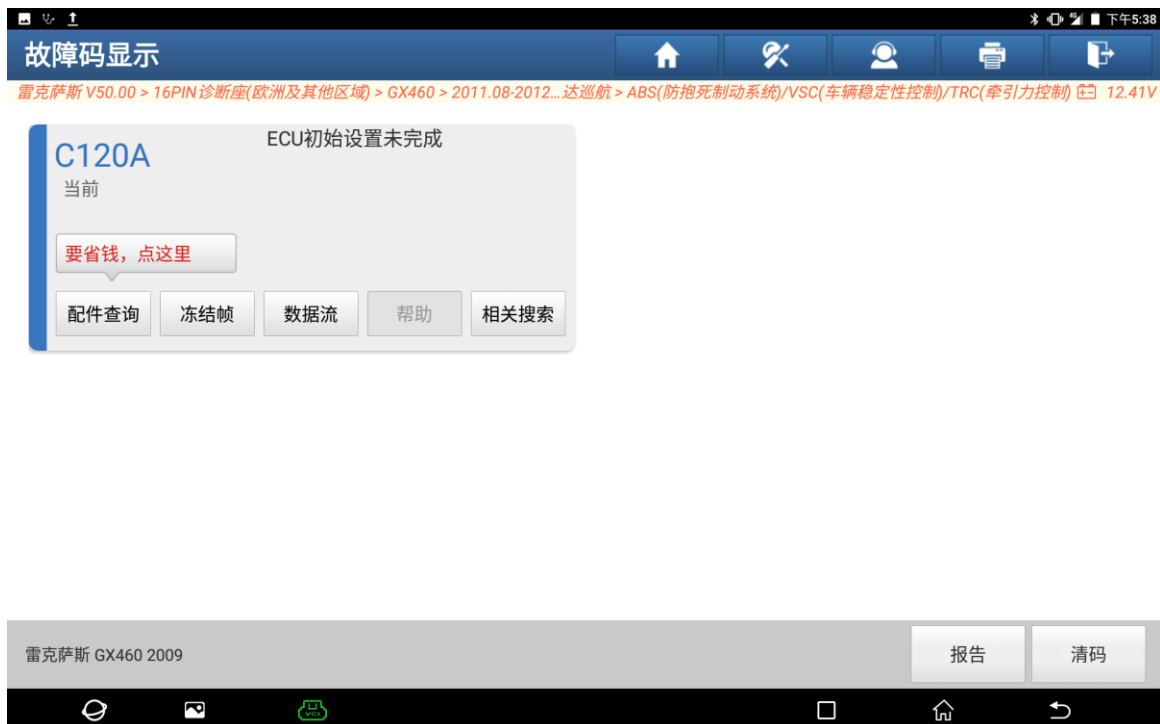 4G 下午5:38
故障码显示
雷克萨斯 V50.00 > 16PIN诊断座(欧洲及其他区域) > GX460 > 2011.08-2012...达巡航 > ABS(防抱死制动系统)/VSC(车辆稳定性控制)/TRC(牵引力控制) 12.41V
C120A ECU初始设置未完成
当前
要省钱，点这里
配件查询 冻结帧 数据流 帮助 相关搜索
雷克萨斯 GX460 2009 报告 清码
VCI